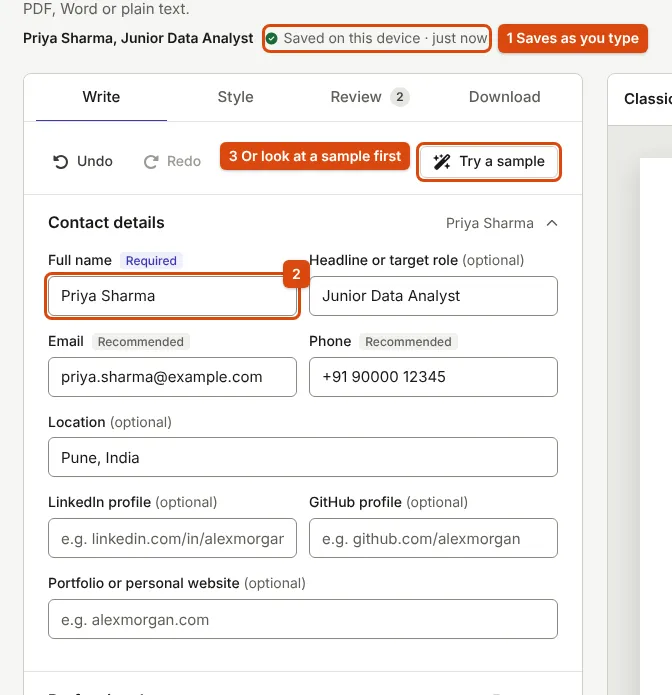 PDF, Word or plain text.
Priya Sharma, Junior Data Analyst Saved on this device · just now 1 Saves as you type
Write Style Review 2 Download
Undo Redo 3 Or look at a sample first Try a sample
Contact details Priya Sharma
Full name Required Headline or target role (optional)
2
Priya Sharma Junior Data Analyst
Email Recommended Phone Recommended
priya.sharma@example.com +91 90000 12345
Location (optional)
Pune, India
LinkedIn profile (optional) GitHub profile (optional)
e.g. linkedin.com/in/alexmorgan e.g. github.com/alexmorgan
Portfolio or personal website (optional)
e.g. alexmorgan.com